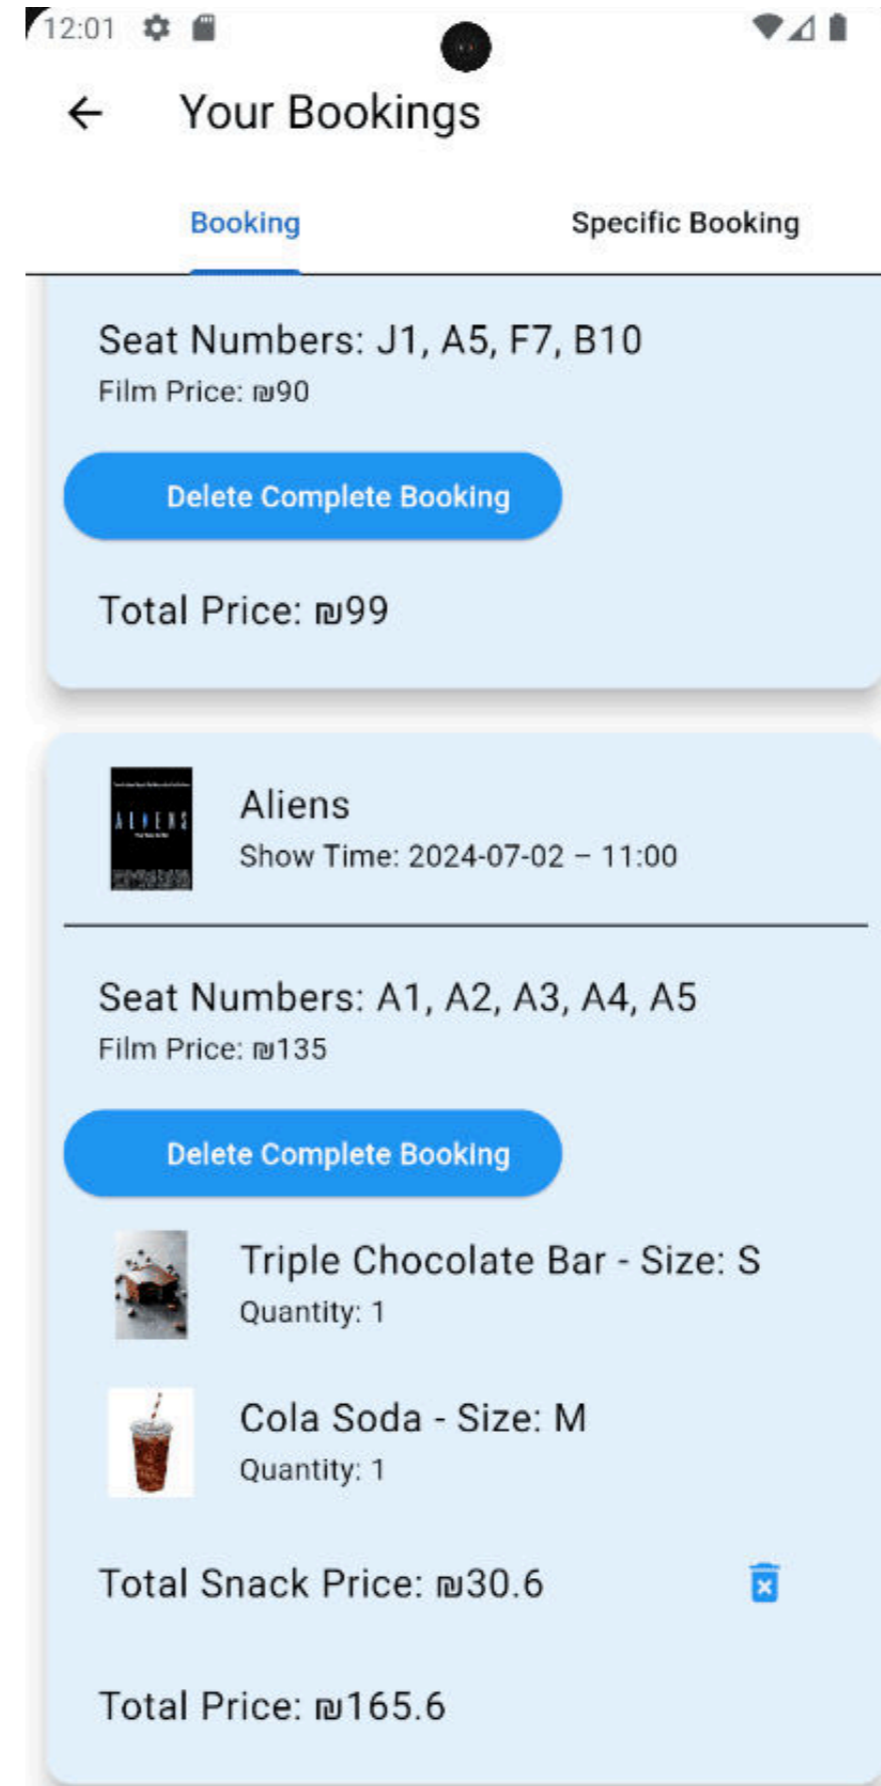 12:01
Your Bookings
Booking
Specific Booking
Seat Numbers: J1, A5, F7, B10
Film Price: ₪90
Delete Complete Booking
Total Price: ₪99
ALIENS
Aliens
Show Time: 2024-07-02 – 11:00
Seat Numbers: A1, A2, A3, A4, A5
Film Price: ₪135
Delete Complete Booking
Triple Chocolate Bar - Size: S
Quantity: 1
Cola Soda - Size: M
Quantity: 1
Total Snack Price: ₪30.6
Total Price: ₪165.6